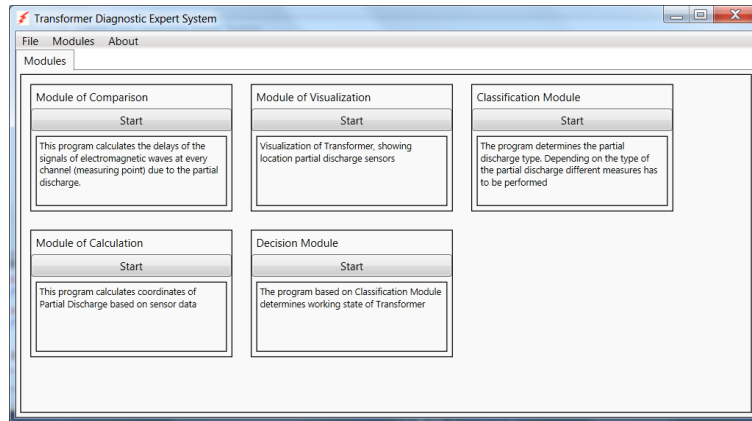 Transformer Diagnostic Expert System
File Modules About
Modules
Module of Comparison
Start
This program calculates the delays of the
signals of electromagnetic waves at every
channel (measuring point) due to the partial
discharge.
Module of Visualization
Start
Visualization of Transformer, showing
location partial discharge sensors
Classification Module
Start
The program determines the partial
discharge type. Depending on the type of
the partial discharge different measures has
to be performed
Module of Calculation
Start
This program calculates coordinates of
Partial Discharge based on sensor data
Decision Module
Start
The program based on Classification Module
determines working state of Transformer